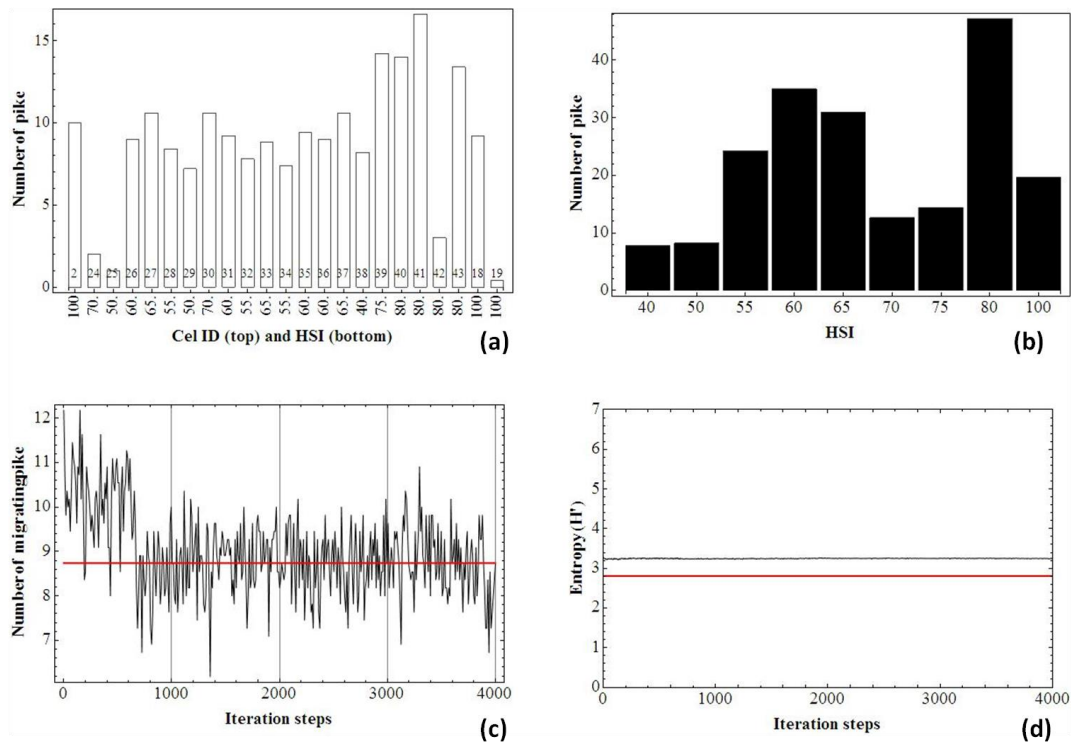 Number of pike
15
10
5
0
2 24 25 26 27 28 29 30 31 32 33 34 35 36 37 38 39 40 41 42 43 18 19
100 70. 50. 60. 65. 55. 50. 70. 60. 55. 65. 55. 60. 60. 65. 40. 75. 80. 80. 80. 80. 100 100
Cel ID (top) and HSI (bottom)
(a)
Number of pike
40
30
20
10
0
40 50 55 60 65 70 75 80 100
HSI
(b)
Number of migratingpike
12
11
10
9
8
7
0 1000 2000 3000 4000
Iteration steps
(c)
Entropy (H')
7
6
5
4
3
2
1
0
0 1000 2000 3000 4000
Iteration steps
(d)